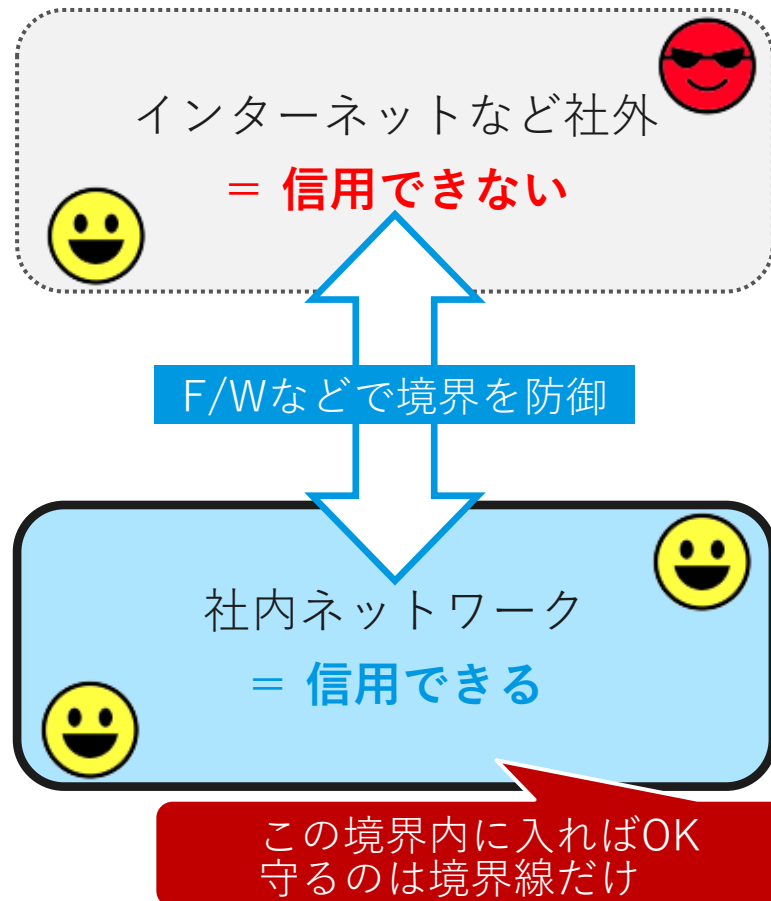 インターネットなど社外
= 信用できない
F/Wなどで境界を防御
社内ネットワーク
= 信用できる
この境界内に入ればOK
守るのは境界線だけ